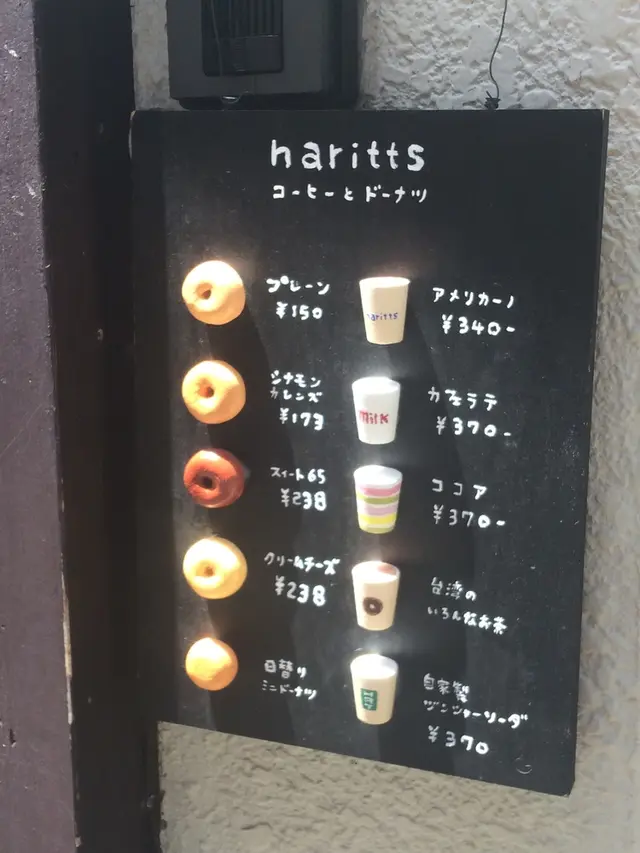 haritts
コーヒーとドーナツ
プレーン
¥150
シナモン
カレンズ
¥173
スイート65
¥238
クリームチーズ
¥238
日替り
ミニドーナツ
haritts
アメリカーノ
¥340-
milk
カフェラテ
¥370-
ココア
¥370-
台湾の
いろんなお茶
自家製
ジンジャーソーダ
¥370